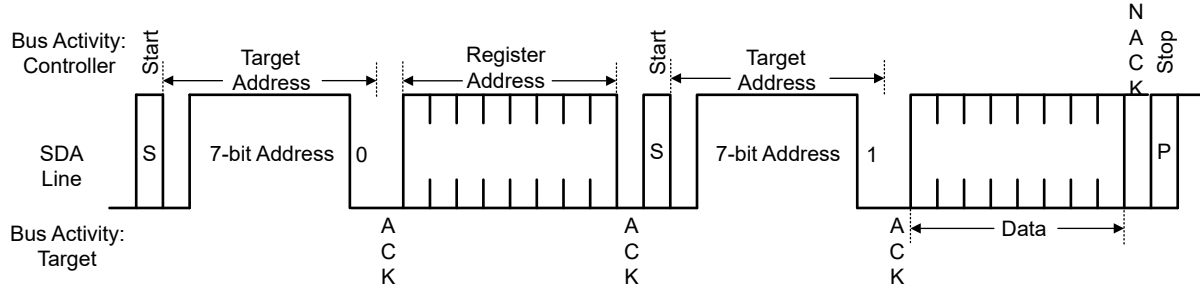 Bus Activity:
Controller
Start
Target
Address
Register
Address
Start
Target
Address
N
A
C
K
Stop
SDA
Line
S
7-bit Address
0
S
7-bit Address
1
P
Bus Activity:
Target
A
C
K
A
C
K
A
C
K
Data